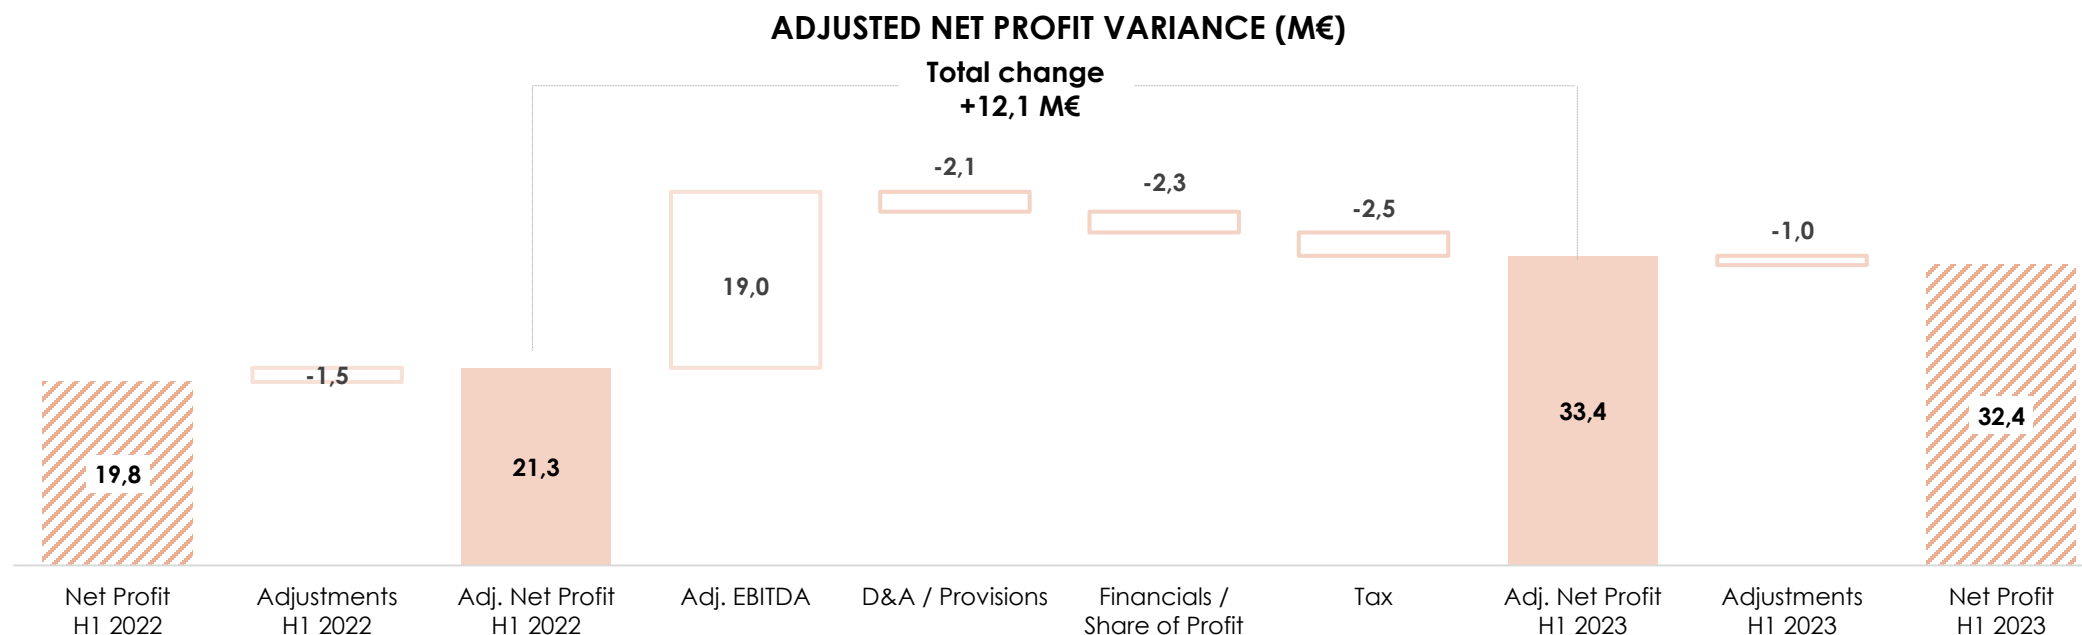 ADJUSTED NET PROFIT VARIANCE (M€)
Total change
+12,1 M€
19,8
-1,5
21,3
19,0
-2,1
-2,3
-2,5
33,4
-1,0
32,4
Net Profit
H1 2022
Adjustments
H1 2022
Adj. Net Profit
H1 2022
Adj. EBITDA
D&A / Provisions
Financials /
Share of Profit
Tax
Adj. Net Profit
H1 2023
Adjustments
H1 2023
Net Profit
H1 2023